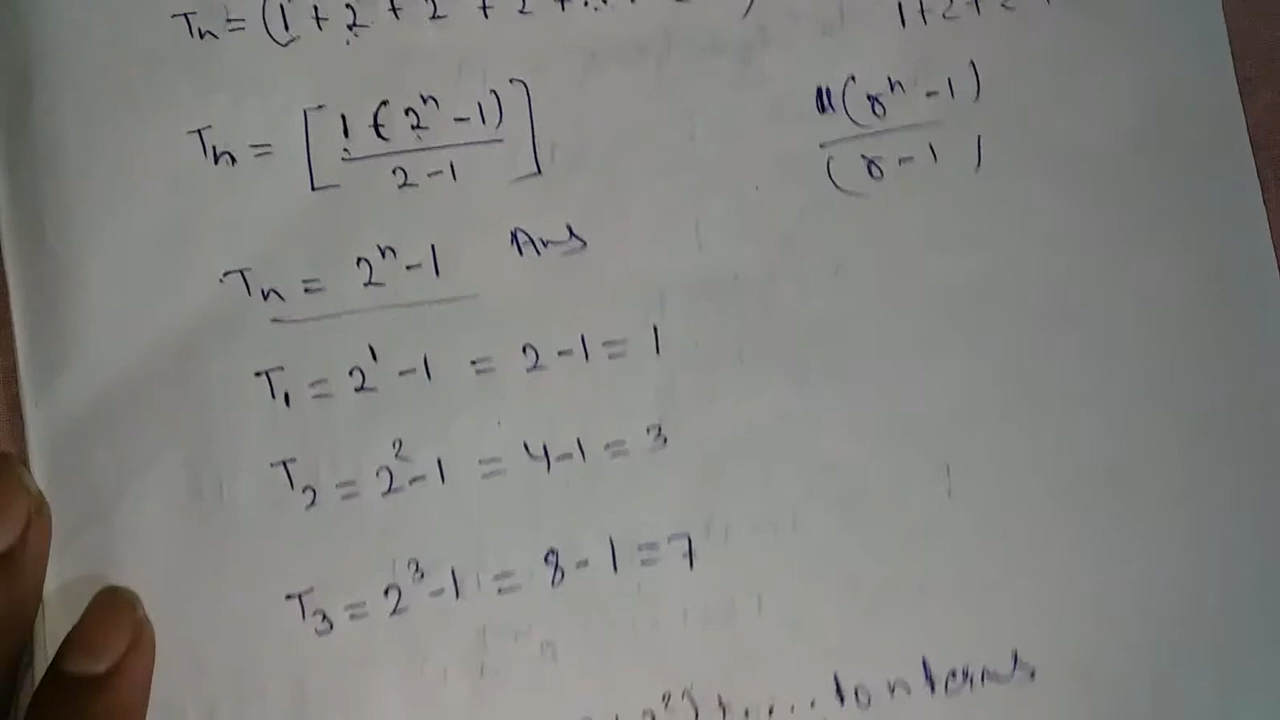 Tn = (1 + 2 + 2 + 2 + ...
1 + 2 + 2
Tn = [1 (2^n - 1) / 2 - 1]
(r^n - 1) / (r - 1)
Tn = 2^n - 1 Ans
T1 = 2^1 - 1 = 2 - 1 = 1
T2 = 2^2 - 1 = 4 - 1 = 3
T3 = 2^3 - 1 = 8 - 1 = 7
.... to n terms